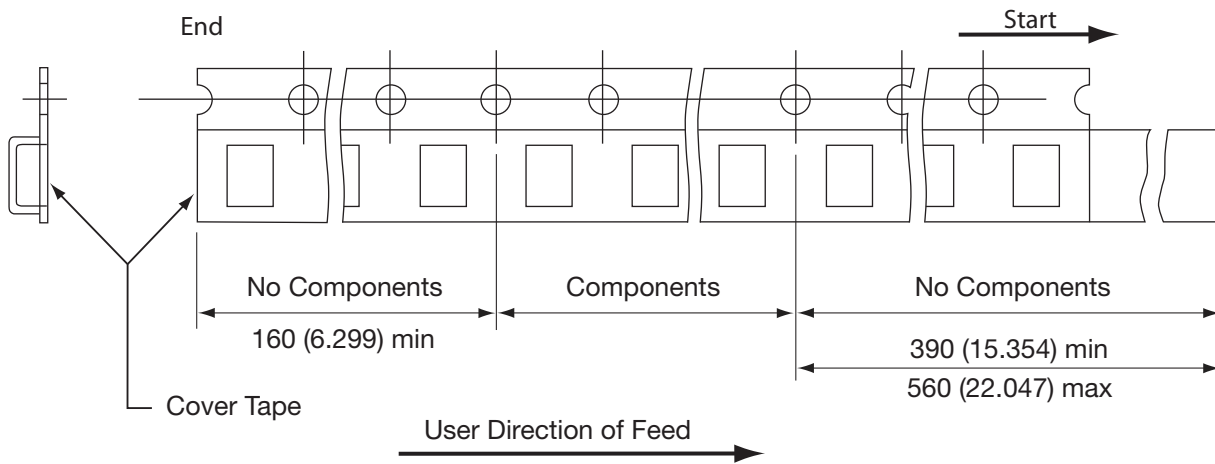 End
Start
No Components
Components
No Components
160 (6.299) min
390 (15.354) min
560 (22.047) max
Cover Tape
User Direction of Feed